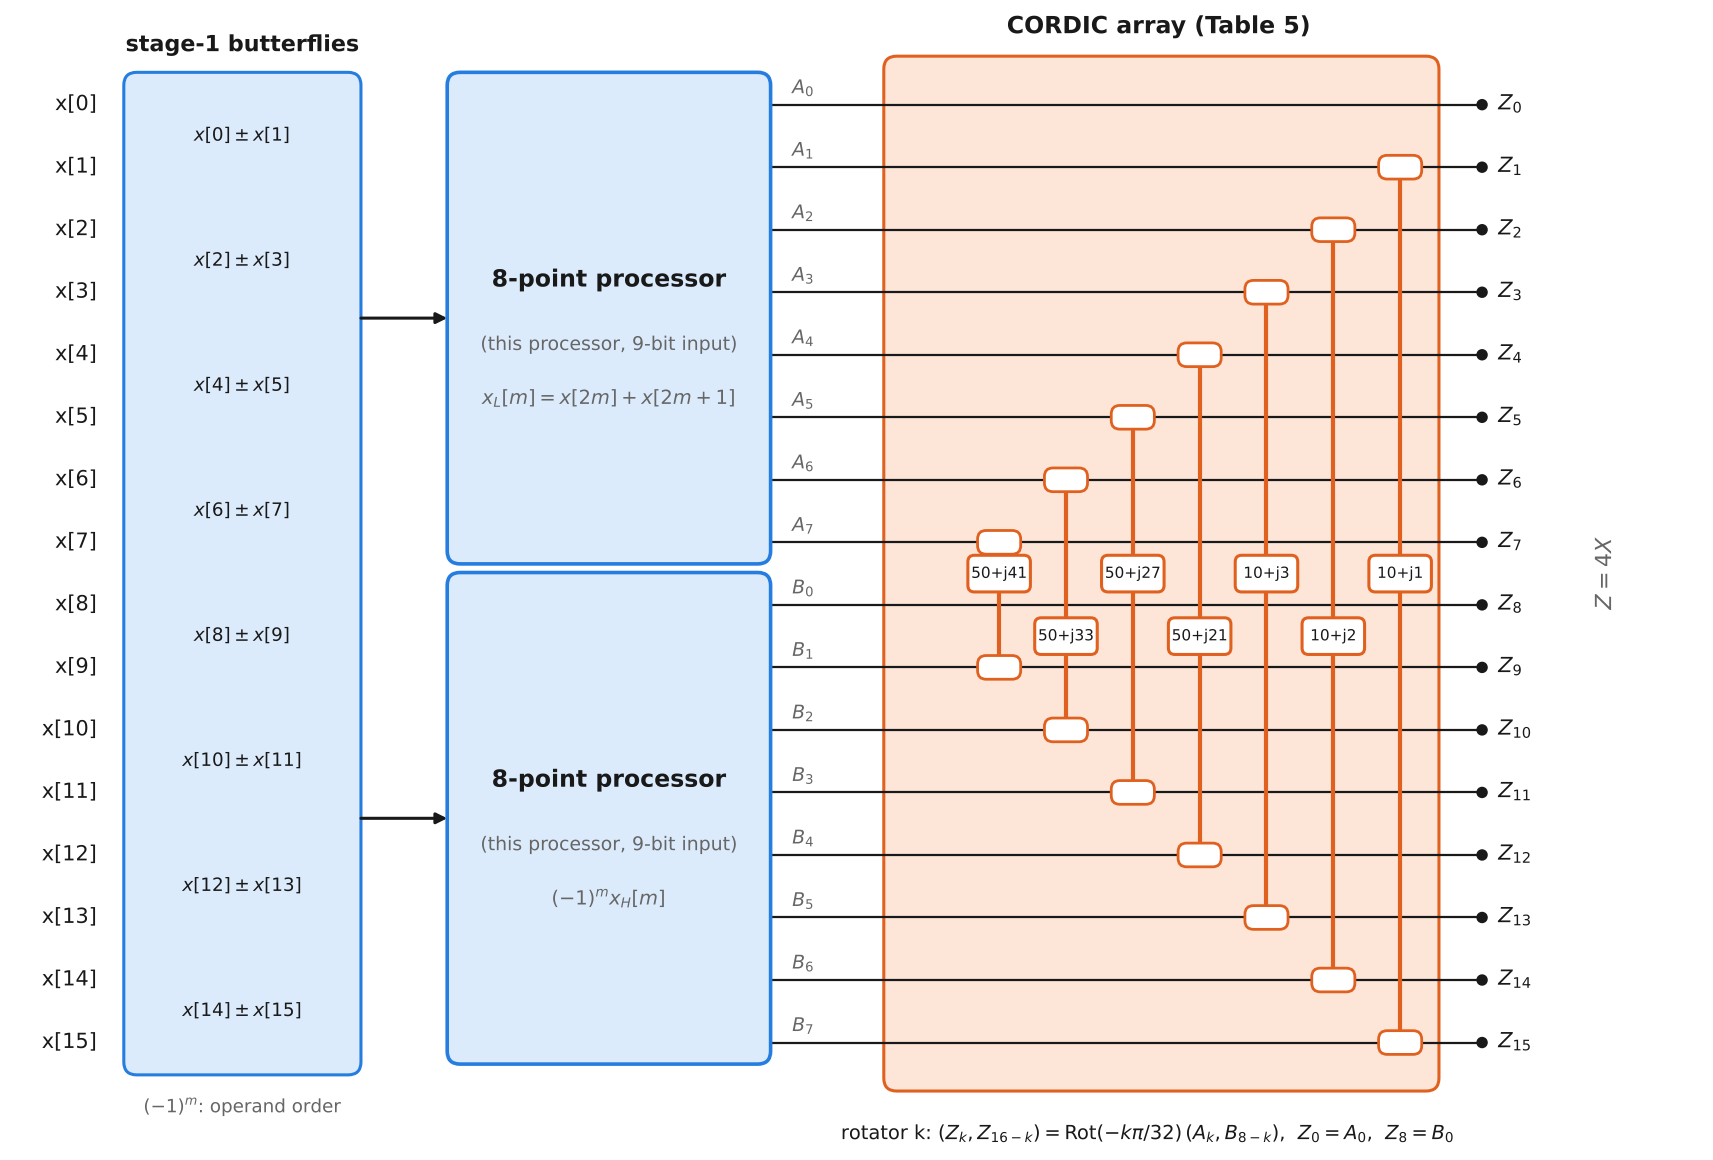 CORDIC array (Table 5)
stage-1 butterflies
x[0]
x[1]
x[2]
x[3]
x[4]
x[5]
x[6]
x[7]
x[8]
x[9]
x[10]
x[11]
x[12]
x[13]
x[14]
x[15]
x[0] ± x[1]
x[2] ± x[3]
x[4] ± x[5]
x[6] ± x[7]
x[8] ± x[9]
x[10] ± x[11]
x[12] ± x[13]
x[14] ± x[15]
(−1)^m: operand order
8-point processor
(this processor, 9-bit input)
x_L[m] = x[2m] + x[2m + 1]
8-point processor
(this processor, 9-bit input)
(−1)^m x_H[m]
A_0
A_1
A_2
A_3
A_4
A_5
A_6
A_7
B_0
B_1
B_2
B_3
B_4
B_5
B_6
B_7
50+j41
50+j27
10+j3
10+j1
50+j33
50+j21
10+j2
Z_0
Z_1
Z_2
Z_3
Z_4
Z_5
Z_6
Z_7
Z_8
Z_9
Z_10
Z_11
Z_12
Z_13
Z_14
Z_15
Z = 4X
rotator k: (Z_k, Z_{16−k}) = Rot(−kπ/32) (A_k, B_{8−k}), Z_0 = A_0, Z_8 = B_0